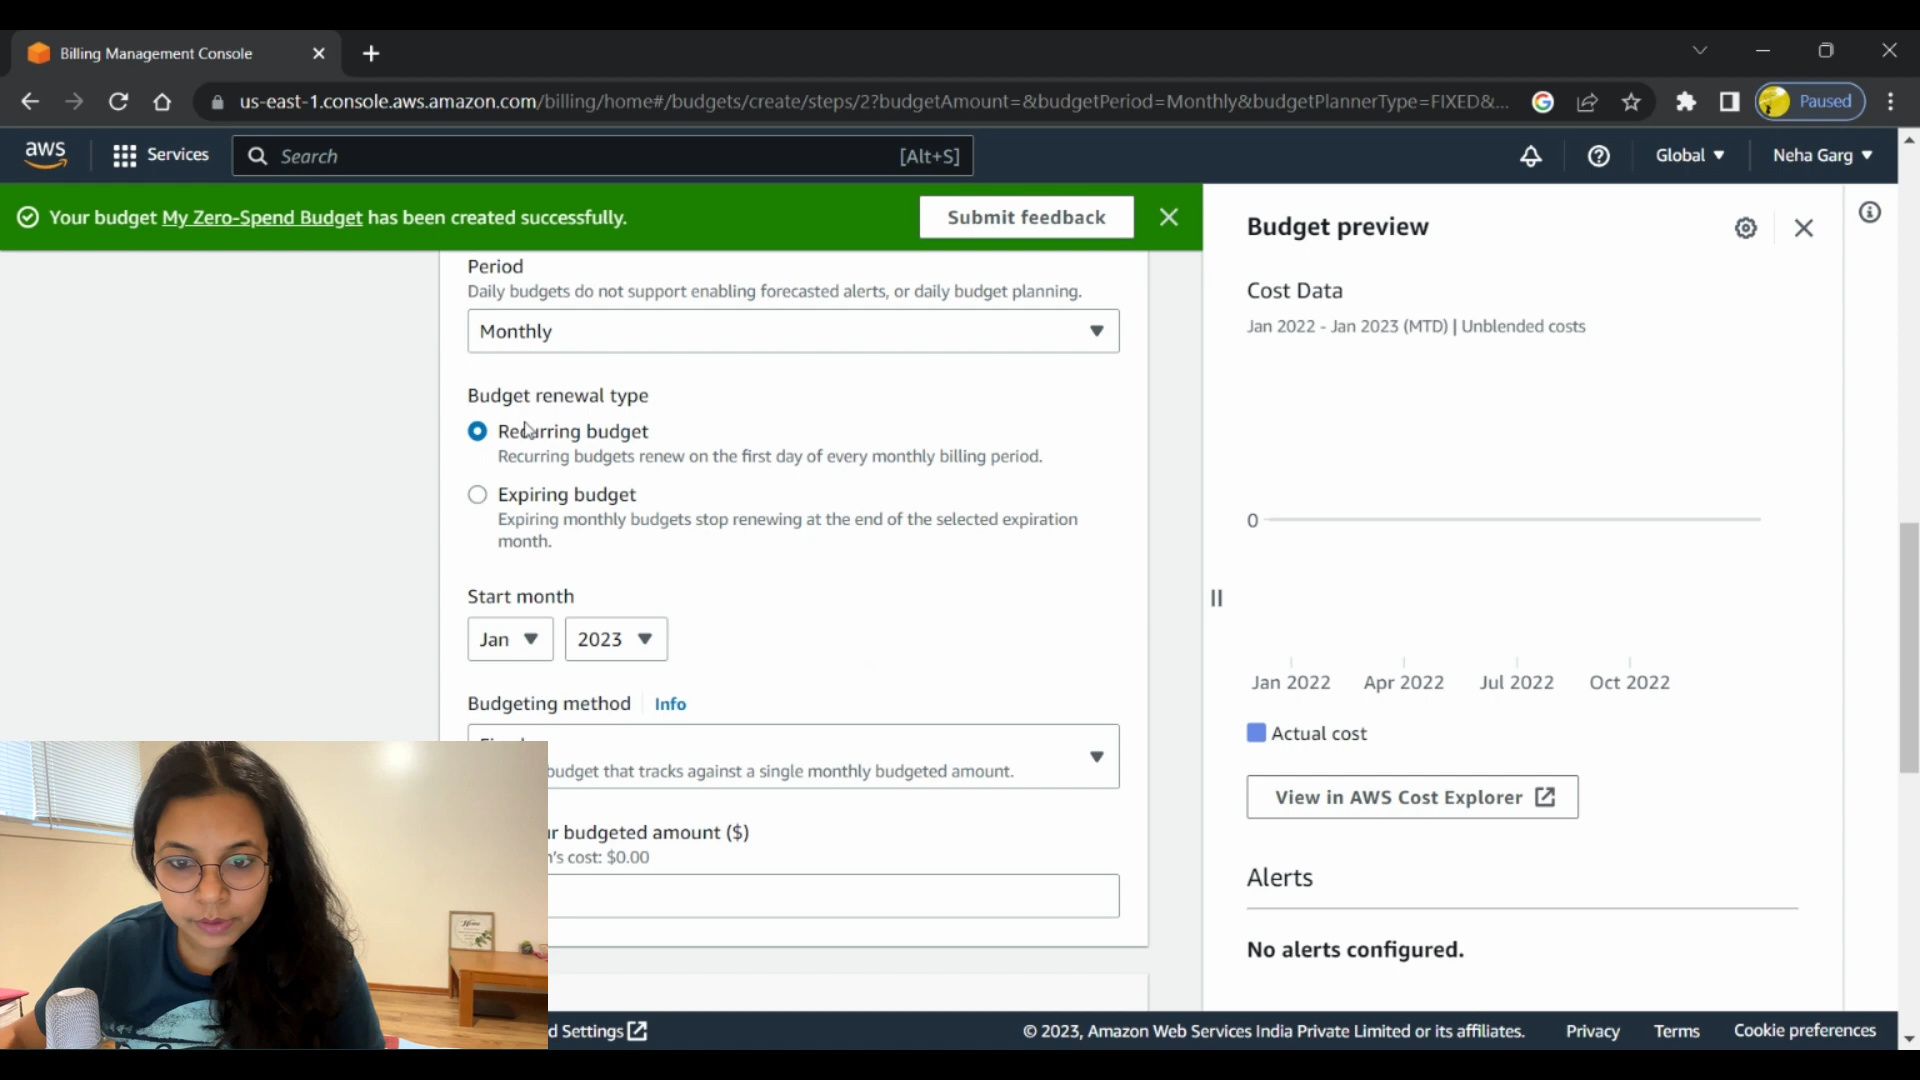 Billing Management Console
us-east-1.console.aws.amazon.com/billing/home#/budgets/create/steps/2?budgetAmount=&budgetPeriod=Monthly&budgetPlannerType=FIXED&...
Paused
aws
Services
Search
[Alt+S]
Global
Neha Garg
Your budget My Zero-Spend Budget has been created successfully.
Submit feedback
Period
Daily budgets do not support enabling forecasted alerts, or daily budget planning.
Monthly
Budget renewal type
Recurring budget
Recurring budgets renew on the first day of every monthly billing period.
Expiring budget
Expiring monthly budgets stop renewing at the end of the selected expiration
month.
Start month
Jan
2023
Budgeting method
Info
budget that tracks against a single monthly budgeted amount.
budgeted amount ($)
cost: $0.00
Budget preview
Cost Data
Jan 2022 - Jan 2023 (MTD) | Unblended costs
0
Jan 2022
Apr 2022
Jul 2022
Oct 2022
Actual cost
View in AWS Cost Explorer
Alerts
No alerts configured.
Settings
© 2023, Amazon Web Services India Private Limited or its affiliates.
Privacy
Terms
Cookie preferences